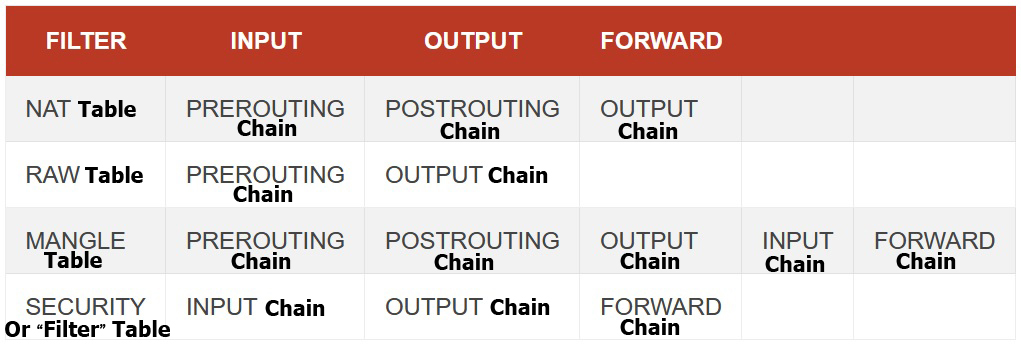 FILTER INPUT OUTPUT FORWARD
NAT Table PREROUTING Chain POSTROUTING Chain OUTPUT Chain
RAW Table PREROUTING Chain OUTPUT Chain
MANGLE Table PREROUTING Chain POSTROUTING Chain OUTPUT Chain INPUT Chain FORWARD Chain
SECURITY Or “Filter” Table INPUT Chain OUTPUT Chain FORWARD Chain